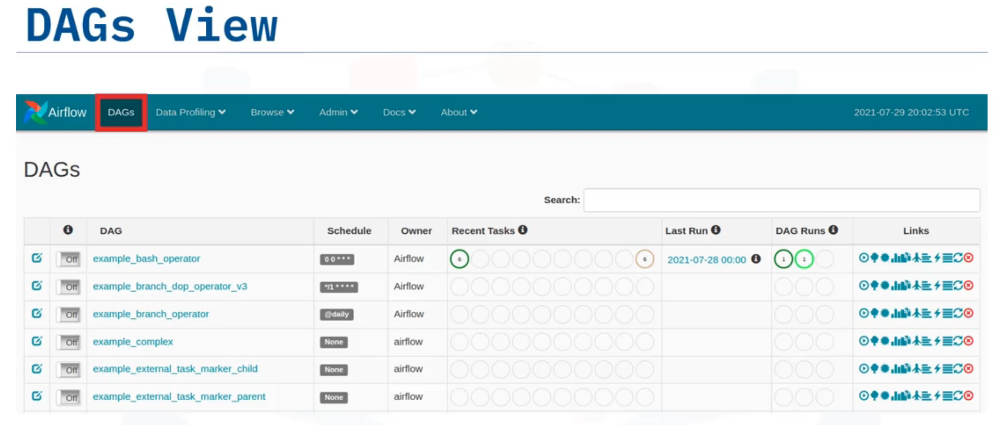 DAGs View
Airflow DAGs Data Profiling Browse Admin Docs About 2021-07-29 20:02:53 UTC
DAGs
Search:
DAG Schedule Owner Recent Tasks Last Run DAG Runs Links
Off example_bash_operator 0 0 * * * Airflow 6 6 2021-07-28 00:00 1 1
Off example_branch_dop_operator_v3 */1 * * * * Airflow
Off example_branch_operator @daily Airflow
Off example_complex None airflow
Off example_external_task_marker_child None airflow
Off example_external_task_marker_parent None airflow